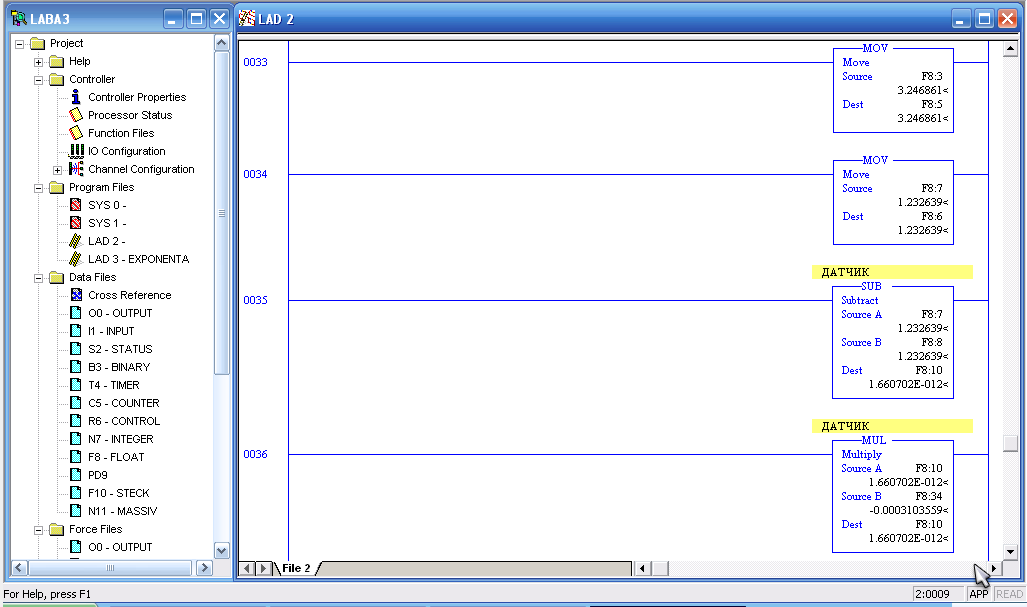 LABA3
Project
Help
Controller
Controller Properties
Processor Status
Function Files
IO Configuration
Channel Configuration
Program Files
SYS 0 -
SYS 1 -
LAD 2 -
LAD 3 - EXPONENTA
Data Files
Cross Reference
O0 - OUTPUT
I1 - INPUT
S2 - STATUS
B3 - BINARY
T4 - TIMER
C5 - COUNTER
R6 - CONTROL
N7 - INTEGER
F8 - FLOAT
PD9
F10 - STECK
N11 - MASSIV
Force Files
O0 - OUTPUT
LAD 2
0033
MOV
Move
Source F8:3
3.246861<
Dest F8:5
3.246861<
0034
MOV
Move
Source F8:7
1.232639<
Dest F8:6
1.232639<
ДАТЧИК
0035
SUB
Subtract
Source A F8:7
1.232639<
Source B F8:8
1.232639<
Dest F8:10
1.660702E-012<
ДАТЧИК
0036
MUL
Multiply
Source A F8:10
1.660702E-012<
Source B F8:34
-0.0003103559<
Dest F8:10
1.660702E-012<
File 2
For Help, press F1
2:0009 APP READ